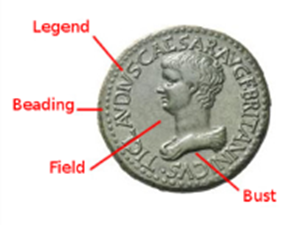 Legend
Beading
Field
Bust
TI CLAVDIVS CAESAR AVG F BRITANNICVS